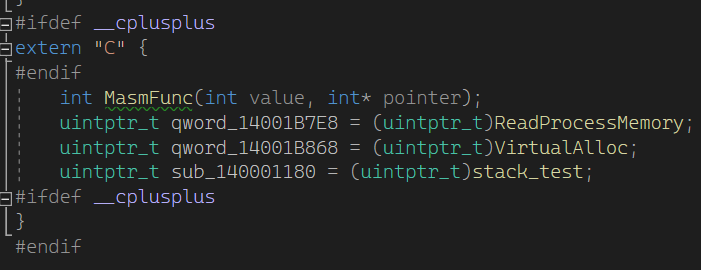 }
#ifdef __cplusplus
extern "C" {
#endif
int MasmFunc(int value, int* pointer);
uintptr_t qword_14001B7E8 = (uintptr_t)ReadProcessMemory;
uintptr_t qword_14001B868 = (uintptr_t)VirtualAlloc;
uintptr_t sub_140001180 = (uintptr_t)stack_test;
#ifdef __cplusplus
}
#endif